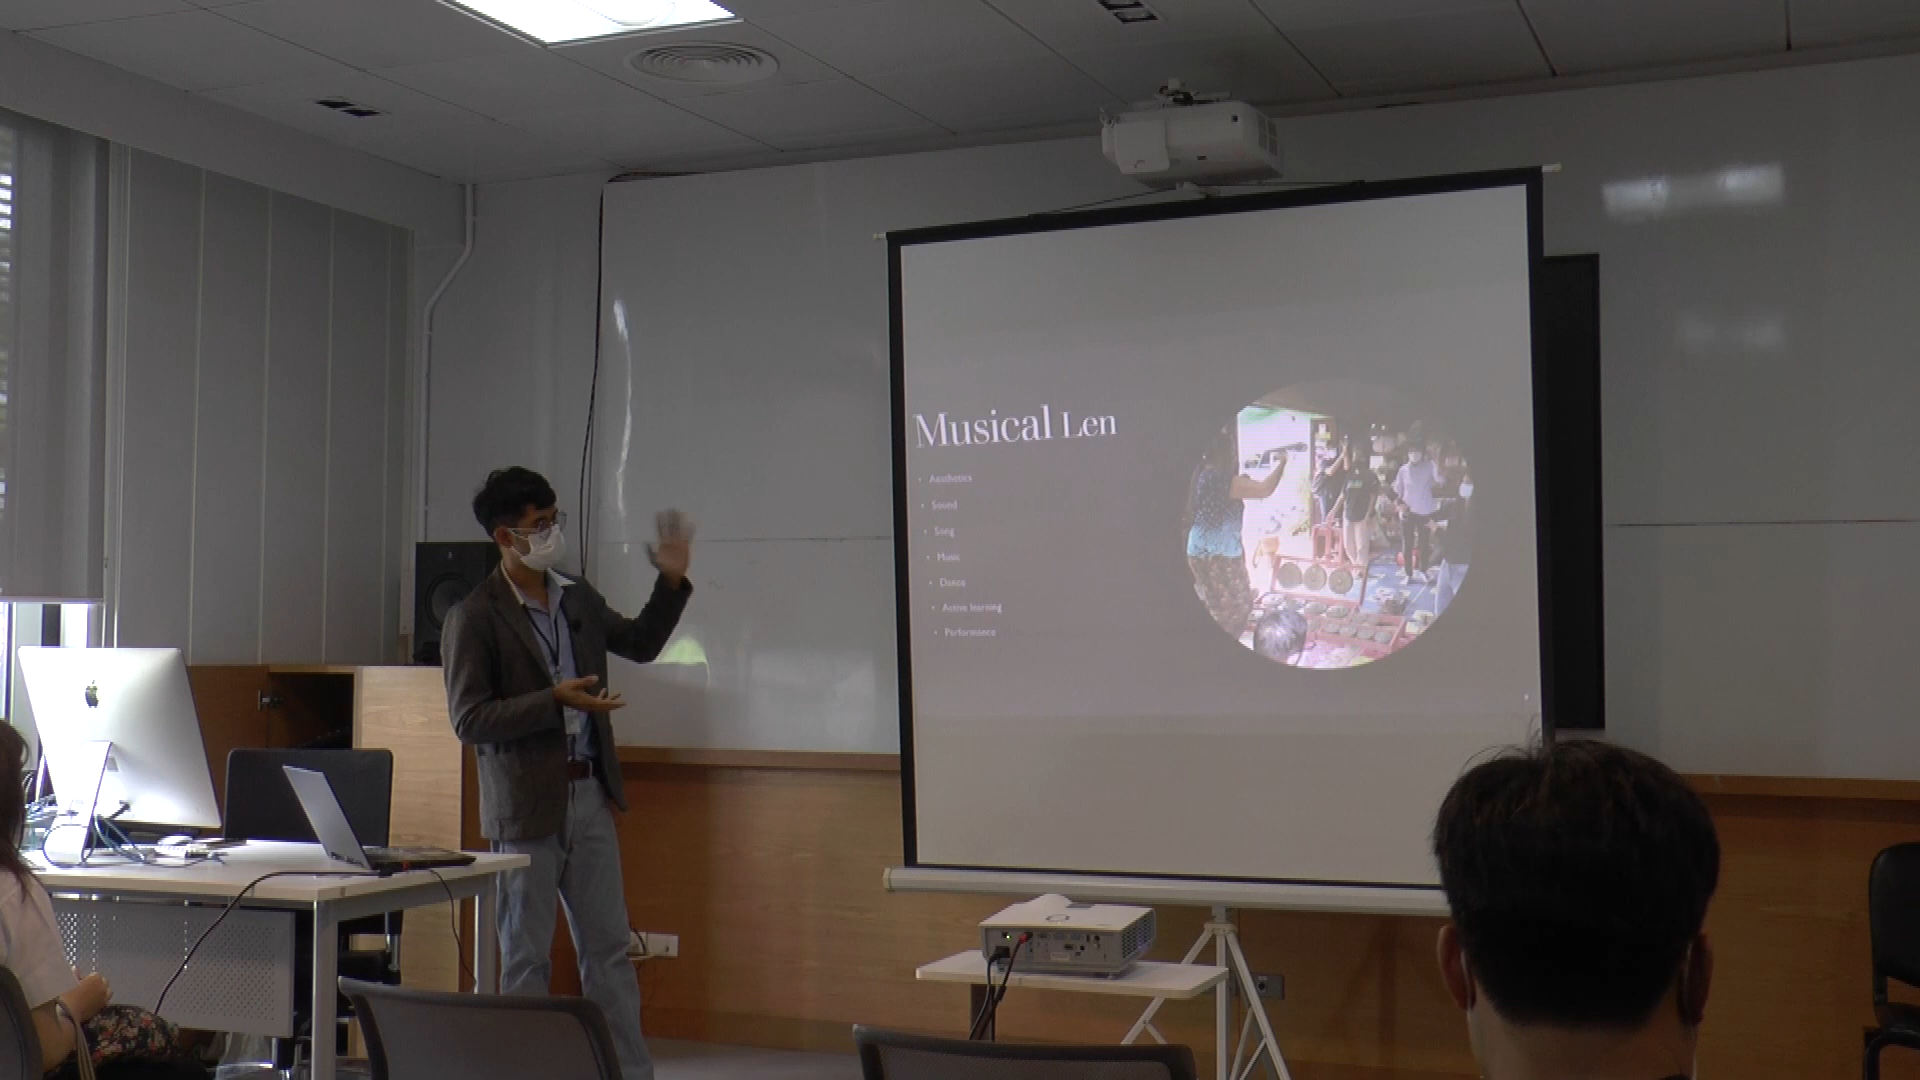 Musical Len
• Aesthetics
• Sound
• Song
• Music
• Dance
• Active learning
• Performance